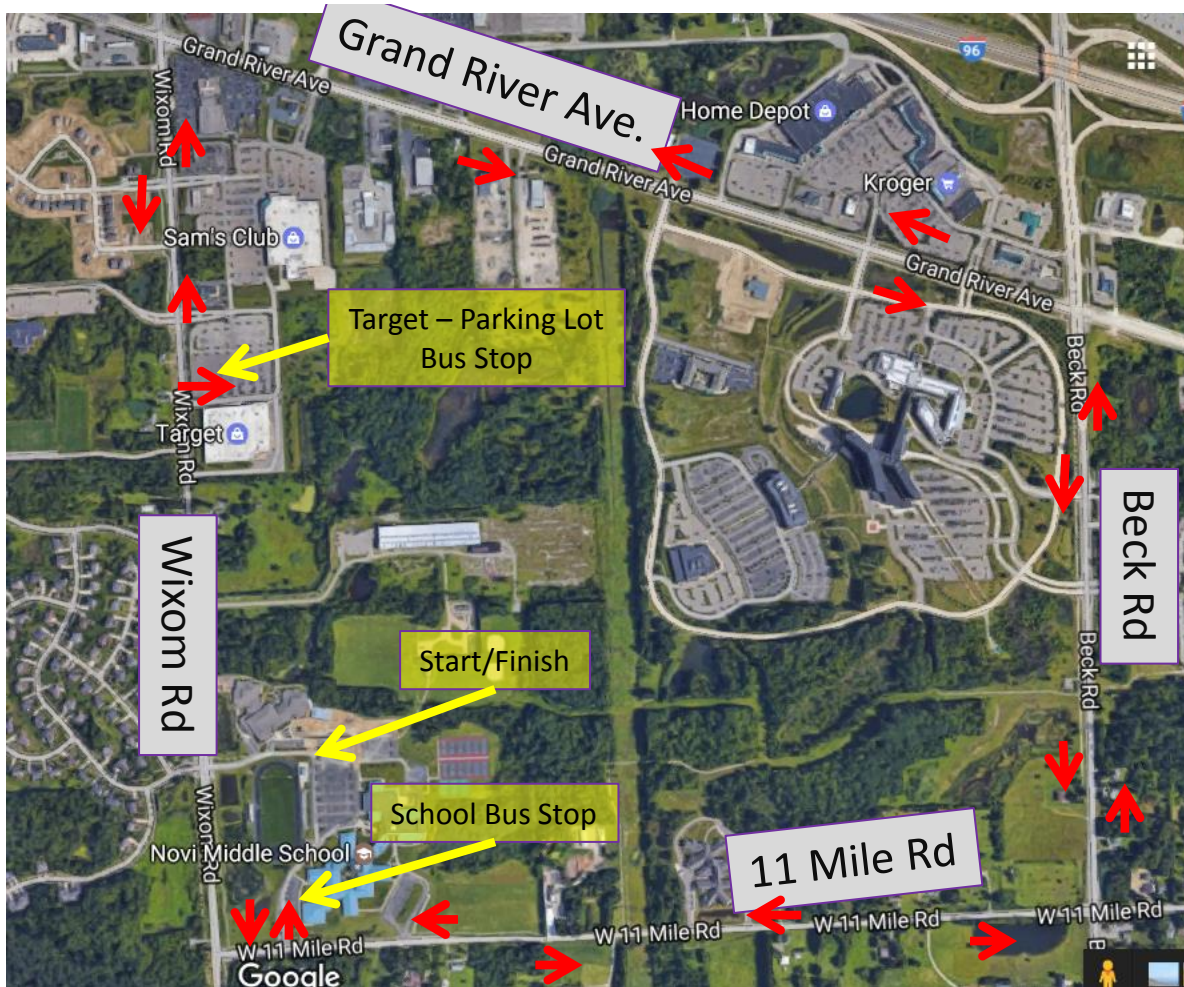 Grand River Ave
Grand River Ave.
96
Wixom Rd
Home Depot
Grand River Ave
Kroger
Sam's Club
Grand River Ave
Target – Parking Lot
Bus Stop
Beck Rd
Wixom Rd
Target
Beck Rd
Wixom Rd
Start/Finish
Beck Rd
Wixom Rd
School Bus Stop
Novi Middle School
11 Mile Rd
W 11 Mile Rd
W 11 Mile Rd
W 11 Mile Rd
W 11 Mile Rd
B
Google